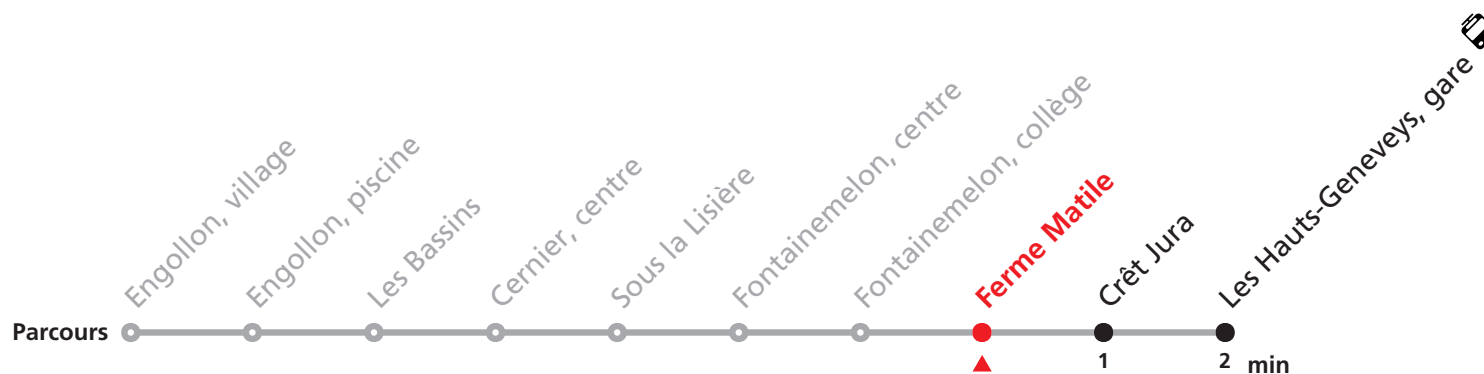 Engollon, village
Engollon, piscine
Les Bassins
Cernier, centre
Sous la Lisière
Fontainemelon, centre
Fontainemelon, collège
Ferme Matile
Crêt Jura
Les Hauts-Geneveys, gare
Parcours
1
2
min